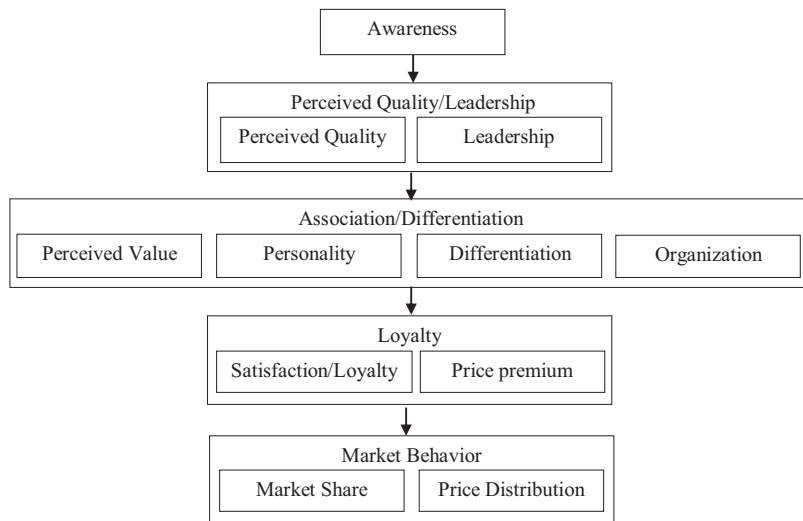 Awareness
Perceived Quality/Leadership
Perceived Quality
Leadership
Association/Differentiation
Perceived Value
Personality
Differentiation
Organization
Loyalty
Satisfaction/Loyalty
Price premium
Market Behavior
Market Share
Price Distribution